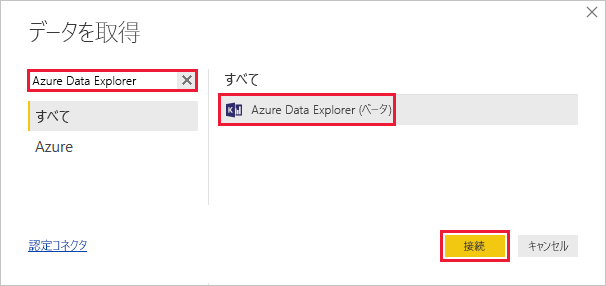 データを取得
Azure Data Explorer
すべて
Azure
すべて
Azure Data Explorer (ベータ)
認定コネクタ
接続
キャンセル